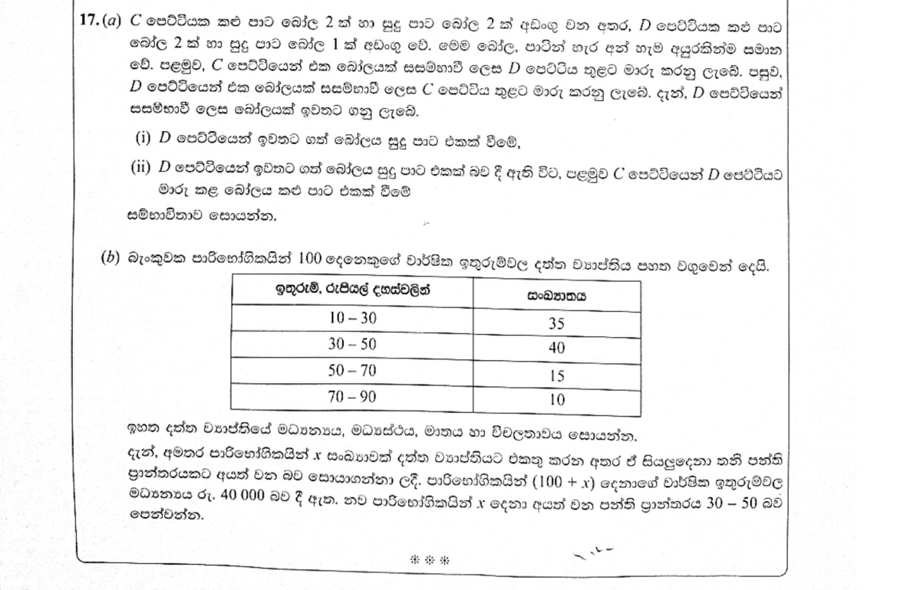 17. (a) C පෙට්ටියක කළු පාට බෝල 2 ක් හා සුදු පාට බෝල 2 ක් අඩංගු වන අතර, D පෙට්ටියක කළු පාට
බෝල 2 ක් හා සුදු පාට බෝල 1 ක් අඩංගු වේ. මෙම බෝල, පාටින් හැර අන් හැම අයුරකින්ම සමාන
වේ. පළමුව, C පෙට්ටියෙන් එක බෝලයක් සසම්භාවී ලෙස D පෙට්ටිය තුළට මාරු කරනු ලැබේ. පසුව,
D පෙට්ටියෙන් එක බෝලයක් සසම්භාවී ලෙස C පෙට්ටිය තුළට මාරු කරනු ලැබේ. දැන්, D පෙට්ටියෙන්
සසම්භාවී ලෙස බෝලයක් ඉවතට ගනු ලැබේ.
(i) D පෙට්ටියෙන් ඉවතට ගත් බෝලය සුදු පාට එකක් වීමේ,
(ii) D පෙට්ටියෙන් ඉවතට ගත් බෝලය සුදු පාට එකක් බව දී ඇති විට, පළමුව C පෙට්ටියෙන් D පෙට්ටියට
මාරු කළ බෝලය කළු පාට එකක් වීමේ
සම්භාවිතාව සොයන්න.
(b) බැංකුවක පාරිභෝගිකයින් 100 දෙනෙකුගේ වාර්ෂික ඉතුරුම්වල දත්ත ව්‍යාප්තිය පහත වගුවෙන් දෙයි.
ඉතුරුම්, රුපියල් දහස්වලින් සංඛ්‍යාතය
10 – 30 35
30 – 50 40
50 – 70 15
70 – 90 10
ඉහත දත්ත ව්‍යාප්තියේ මධ්‍යන්‍යය, මධ්‍යස්ථය, මාතය හා විචලතාවය සොයන්න.
දැන්, අමතර පාරිභෝගිකයින් x සංඛ්‍යාවක් දත්ත ව්‍යාප්තියට එකතු කරන අතර ඒ සියලුදෙනා තනි පන්ති
ප්‍රාන්තරයකට අයත් වන බව සොයාගන්නා ලදී. පාරිභෝගිකයින් (100 + x) දෙනාගේ වාර්ෂික ඉතුරුම්වල
මධ්‍යන්‍යය රු. 40 000 බව දී ඇත. නව පාරිභෝගිකයින් x දෙනා අයත් වන පන්ති ප්‍රාන්තරය 30 – 50 බව
පෙන්වන්න.
* * *